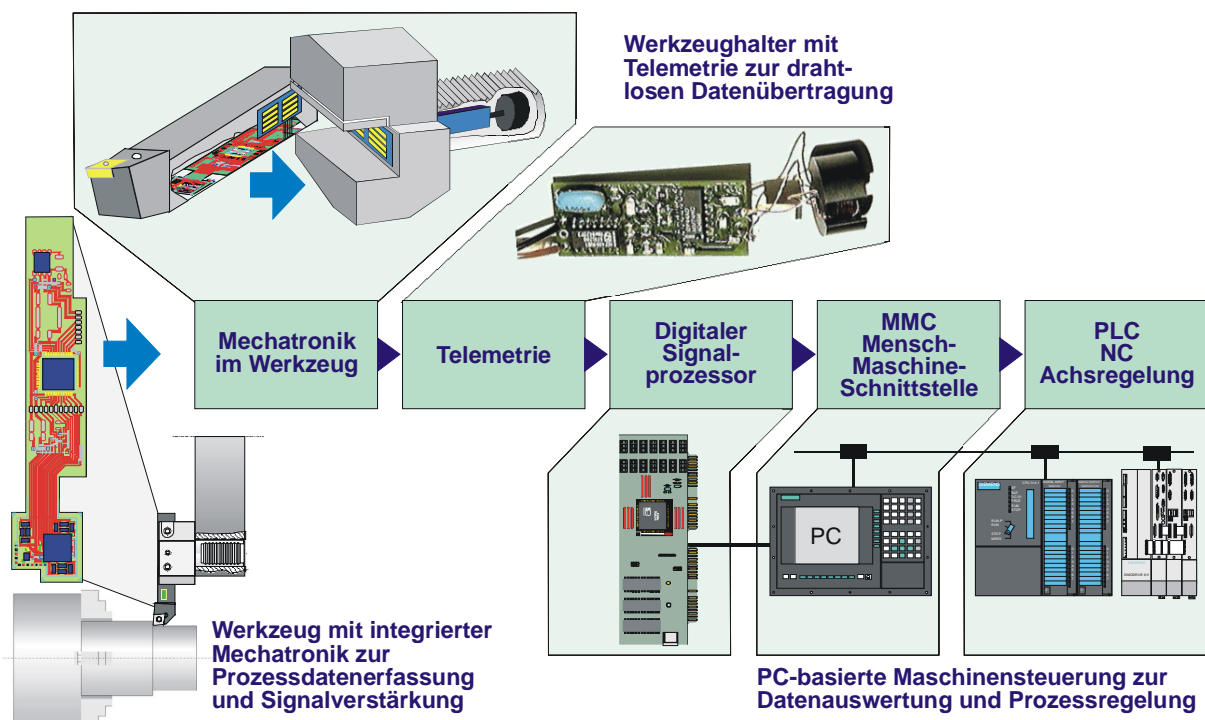 Werkzeughalter mit
Telemetrie zur draht-
losen Datenübertragung
Mechatronik
im Werkzeug
Telemetrie
Digitaler
Signal-
prozessor
MMC
Mensch-
Maschine-
Schnittstelle
PLC
NC
Achsregelung
PC
Werkzeug mit integrierter
Mechatronik zur
Prozessdatenerfassung
und Signalverstärkung
PC-basierte Maschinensteuerung zur
Datenauswertung und Prozessregelung